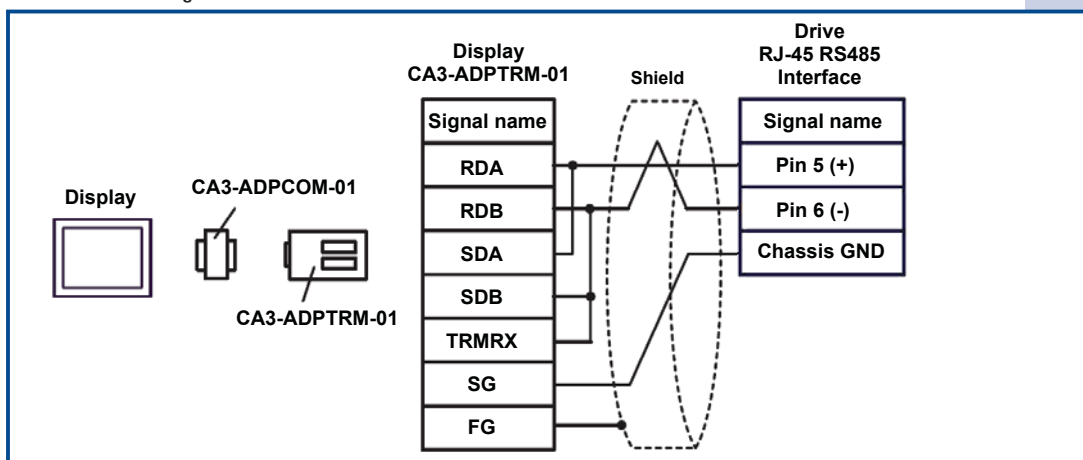 Display
CA3-ADPCOM-01
CA3-ADPTRM-01
Display
CA3-ADPTRM-01
Signal name
RDA
RDB
SDA
SDB
TRMRX
SG
FG
Shield
Drive
RJ-45 RS485
Interface
Signal name
Pin 5 (+)
Pin 6 (-)
Chassis GND